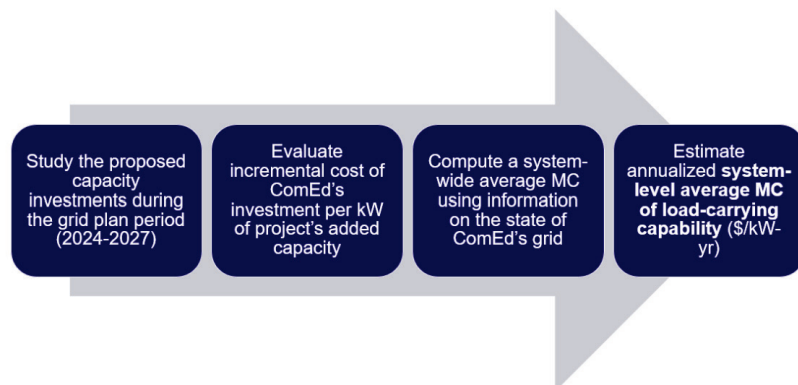 Study the proposed
capacity
investments during
the grid plan period
(2024-2027)
Evaluate
incremental cost of
ComEd's
investment per kW
of project's added
capacity
Compute a system-
wide average MC
using information
on the state of
ComEd's grid
Estimate
annualized system-
level average MC
of load-carrying
capability ($/kW-
yr)